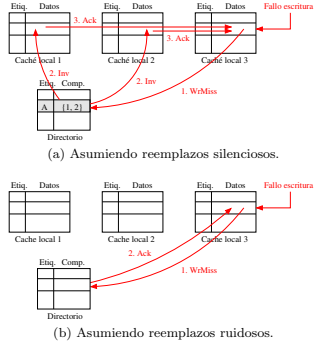 Etiq. Datos Etiq. Datos Etiq. Datos
3. Ack
Fallo escritura
3. Ack
Caché local 1 Caché local 2 Caché local 3
2. Inv 2. Inv
Etiq. Comp.
1. WrMiss
A {1, 2}
Directorio
(a) Asumiendo reemplazos silenciosos.
Etiq. Datos Etiq. Datos Etiq. Datos
Fallo escritura
Cache local 1 Cache local 2 Cache local 3
2. Ack
Etiq. Comp.
1. WrMiss
Directorio
(b) Asumiendo reemplazos ruidosos.